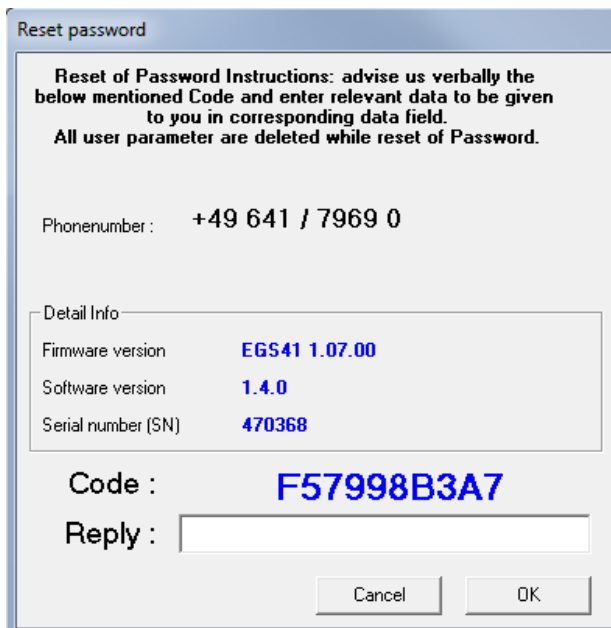 Reset password
Reset of Password Instructions: advise us verbally the
below mentioned Code and enter relevant data to be given
to you in corresponding data field.
All user parameter are deleted while reset of Password.
Phonenumber : +49 641 / 7969 0
Detail Info
Firmware version EGS41 1.07.00
Software version 1.4.0
Serial number (SN) 470368
Code : F57998B3A7
Reply :
Cancel OK